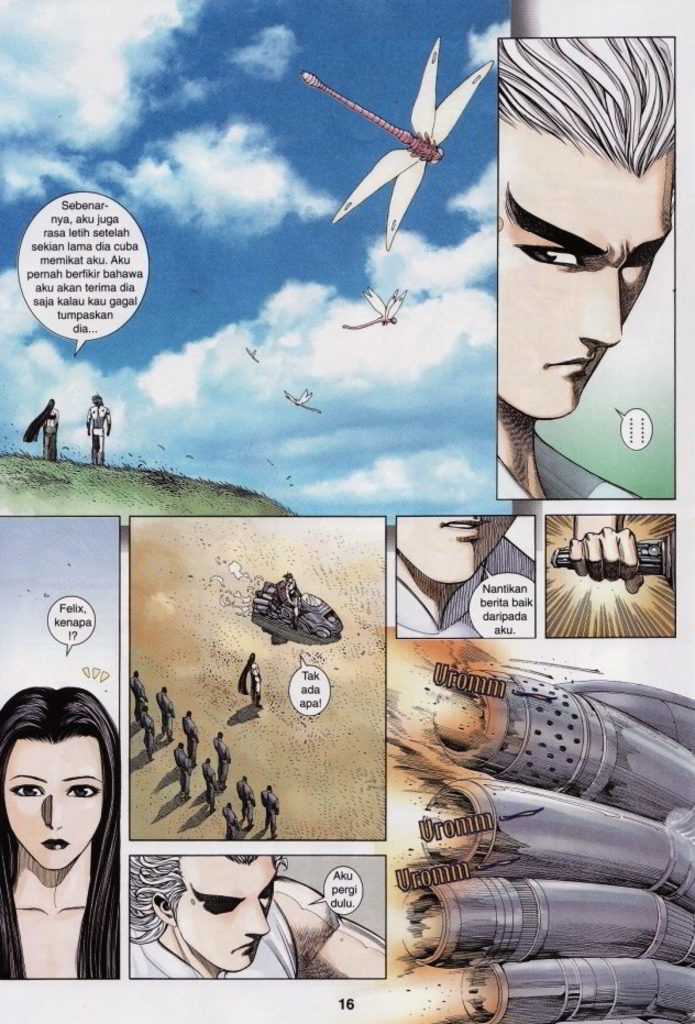 Sebenar-
nya, aku juga
rasa letih setelah
sekian lama dia cuba
memikat aku. Aku
pernah berfikir bahawa
aku akan terima dia
saja kalau kau gagal
tumpaskan
dia...
......
Felix,
kenapa
!?
Tak
ada
apa!
Nantikan
berita baik
daripada
aku.
Aku
pergi
dulu.
Uromm
Uromm
Uromm
16